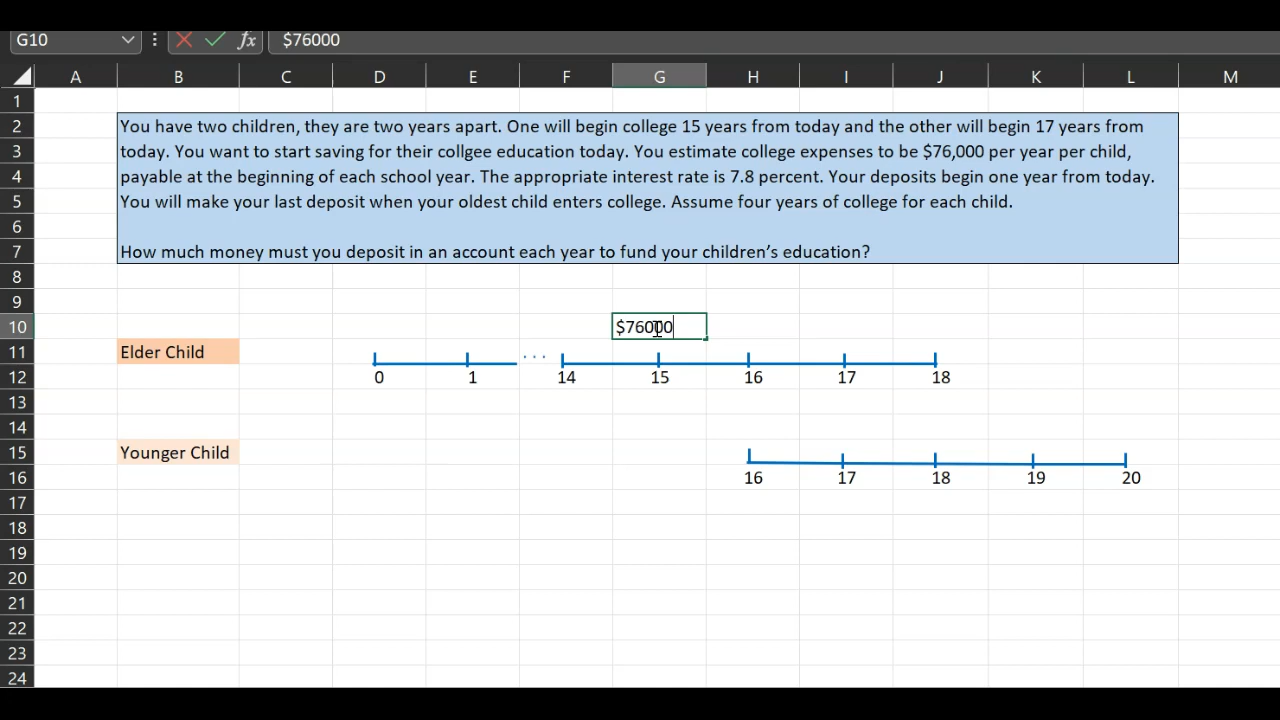 G10 fx $76000
A B C D E F G H I J K L M
1
2 You have two children, they are two years apart. One will begin college 15 years from today and the other will begin 17 years from
3 today. You want to start saving for their collgee education today. You estimate college expenses to be $76,000 per year per child,
4 payable at the beginning of each school year. The appropriate interest rate is 7.8 percent. Your deposits begin one year from today.
5 You will make your last deposit when your oldest child enters college. Assume four years of college for each child.
6
7 How much money must you deposit in an account each year to fund your children’s education?
8
9
10 $76000
11 Elder Child ...
12 0 1 14 15 16 17 18
13
14
15 Younger Child
16 16 17 18 19 20
17
18
19
20
21
22
23
24